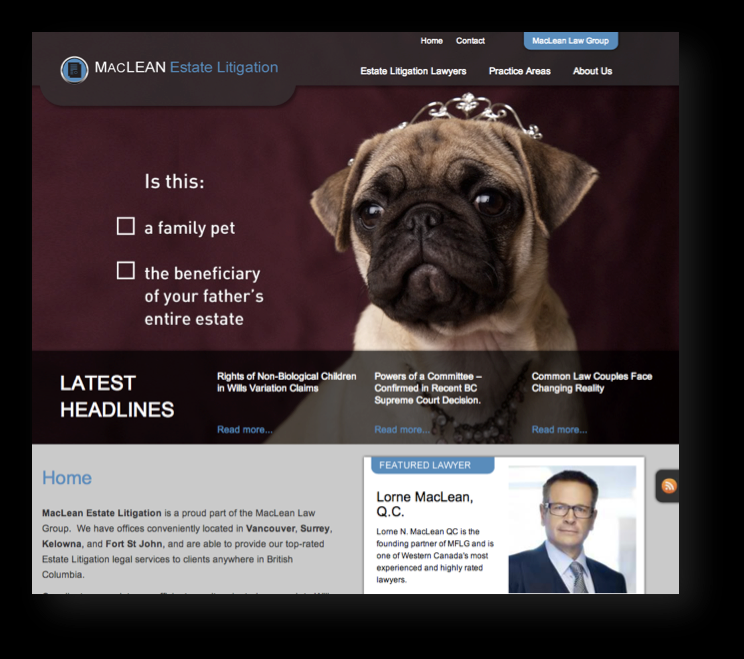 Home Contact MacLean Law Group
MACLEAN Estate Litigation
Estate Litigation Lawyers Practice Areas About Us
Is this:
a family pet
the beneficiary
of your father's
entire estate
LATEST
HEADLINES
Rights of Non-Biological Children
in Wills Variation Claims
Read more...
Powers of a Committee –
Confirmed in Recent BC
Supreme Court Decision.
Read more...
Common Law Couples Face
Changing Reality
Read more...
Home
MacLean Estate Litigation is a proud part of the MacLean Law
Group. We have offices conveniently located in Vancouver, Surrey,
Kelowna, and Fort St John, and are able to provide our top-rated
Estate Litigation legal services to clients anywhere in British
Columbia.
FEATURED LAWYER
Lorne MacLean,
Q.C.
Lorne N. MacLean QC is the
founding partner of MFLG and is
one of Western Canada's most
experienced and highly rated
lawyers.